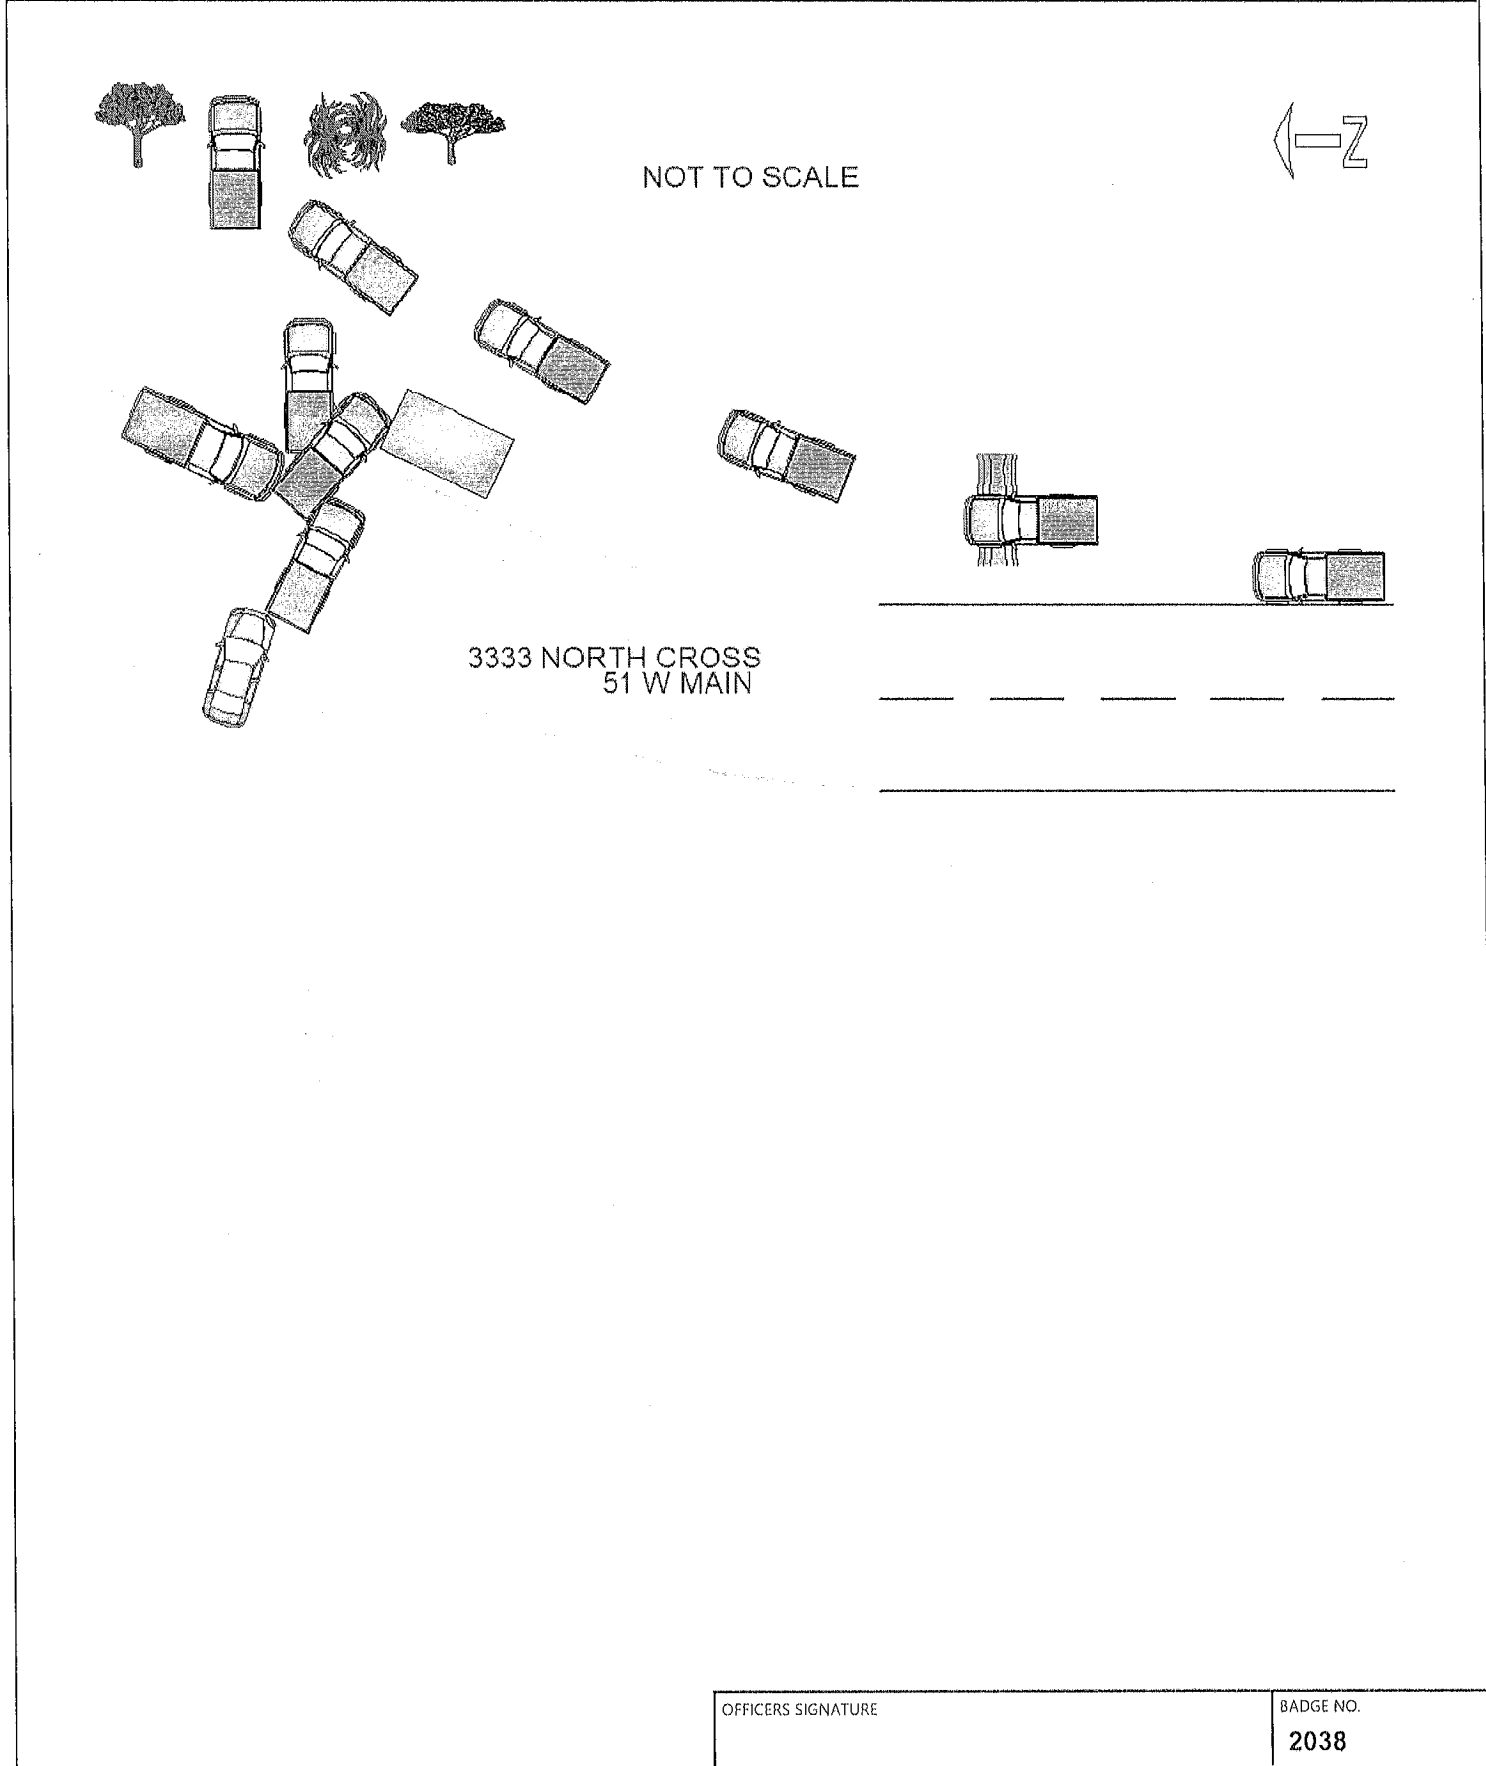 NOT TO SCALE
Z
3333 NORTH CROSS
51 W MAIN
OFFICERS SIGNATURE
BADGE NO.
2038